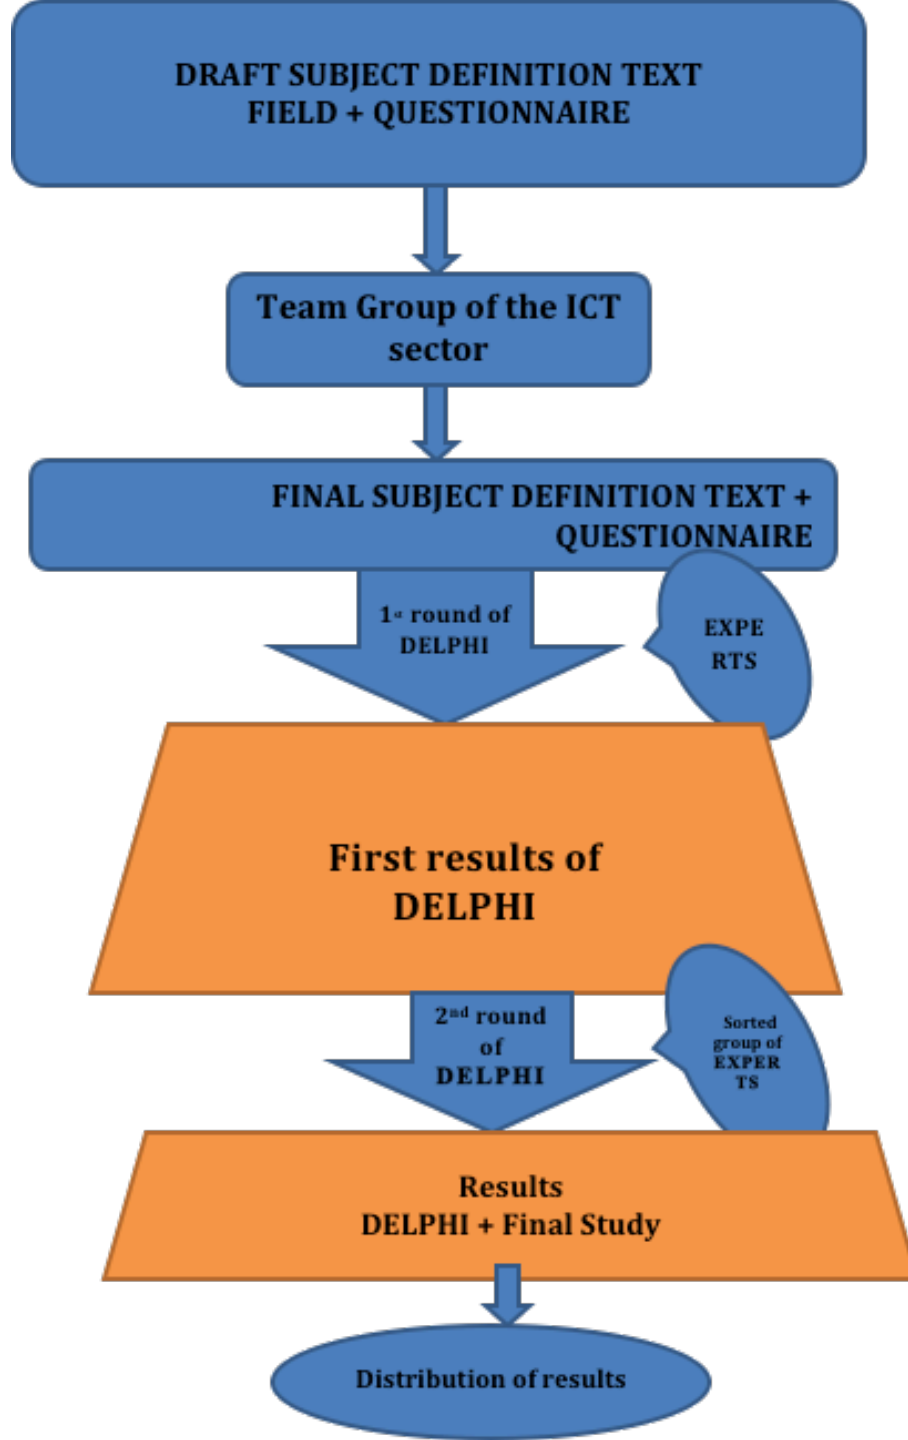 DRAFT SUBJECT DEFINITION TEXT
FIELD + QUESTIONNAIRE
Team Group of the ICT
sector
FINAL SUBJECT DEFINITION TEXT +
QUESTIONNAIRE
1st round of
DELPHI
EXPE
RTS
First results of
DELPHI
2nd round
of
DELPHI
Sorted
group of
EXPER
TS
Results
DELPHI + Final Study
Distribution of results